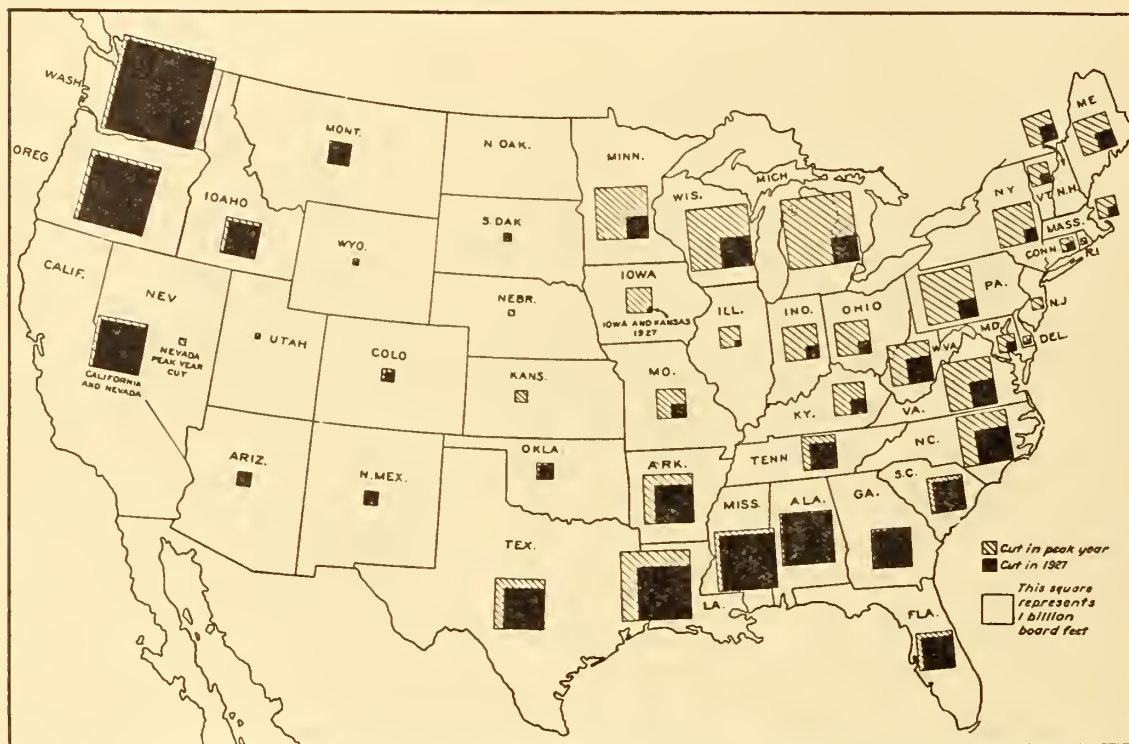 WASH.
OREG
IDAHO
MONT.
N DAK.
MINN.
S. DAK
WYO.
CALIF.
NEV
NEVADA
PEAK YEAR
CUT
CALIFORNIA
AND NEVADA
UTAH
COLO
NEBR.
KANS.
IOWA
IOWA AND KANSAS
1927
WIS.
MICH
ILL.
IND.
OHIO
PA.
N.Y
VT.
N.H.
ME.
MASS.
CONN.
R.I
N.J
MD.
DEL.
W.VA.
VA.
KY.
MO.
TENN
N.C.
S.C.
ARIZ.
N.MEX.
OKLA.
ARK.
TEX.
LA.
MISS.
ALA.
GA.
FLA.
Cut in peak year
Cut in 1927
This square
represents
1 billion
board feet